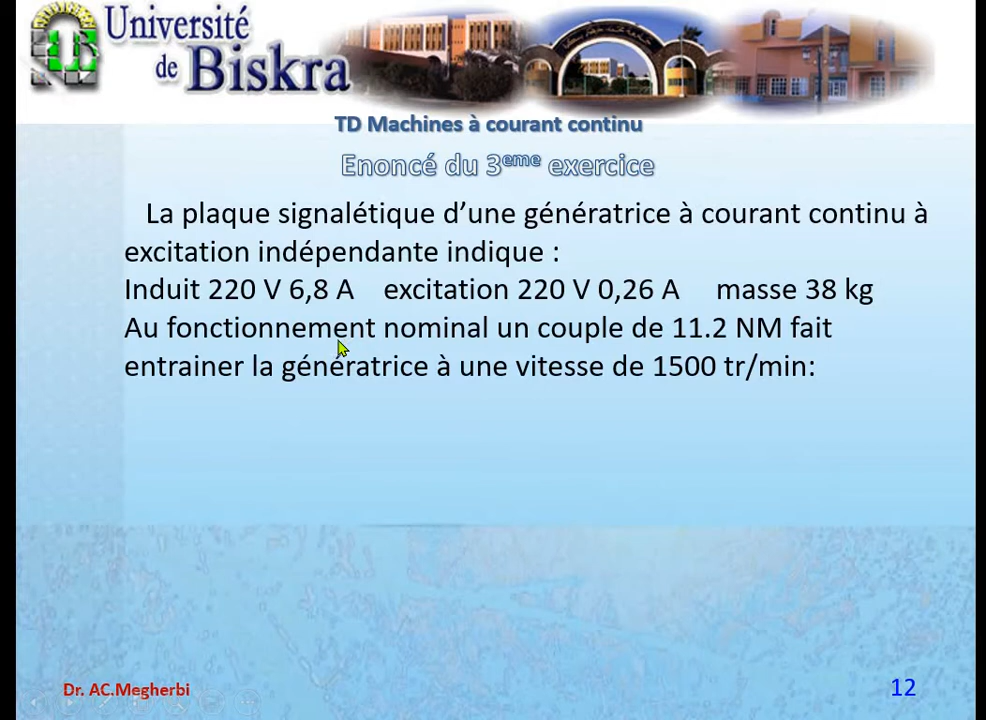 Université
de Biskra
TD Machines à courant continu
Enoncé du 3eme exercice
La plaque signalétique d’une génératrice à courant continu à
excitation indépendante indique :
Induit 220 V 6,8 A excitation 220 V 0,26 A masse 38 kg
Au fonctionnement nominal un couple de 11.2 NM fait
entrainer la génératrice à une vitesse de 1500 tr/min:
Dr. AC.Megherbi
12